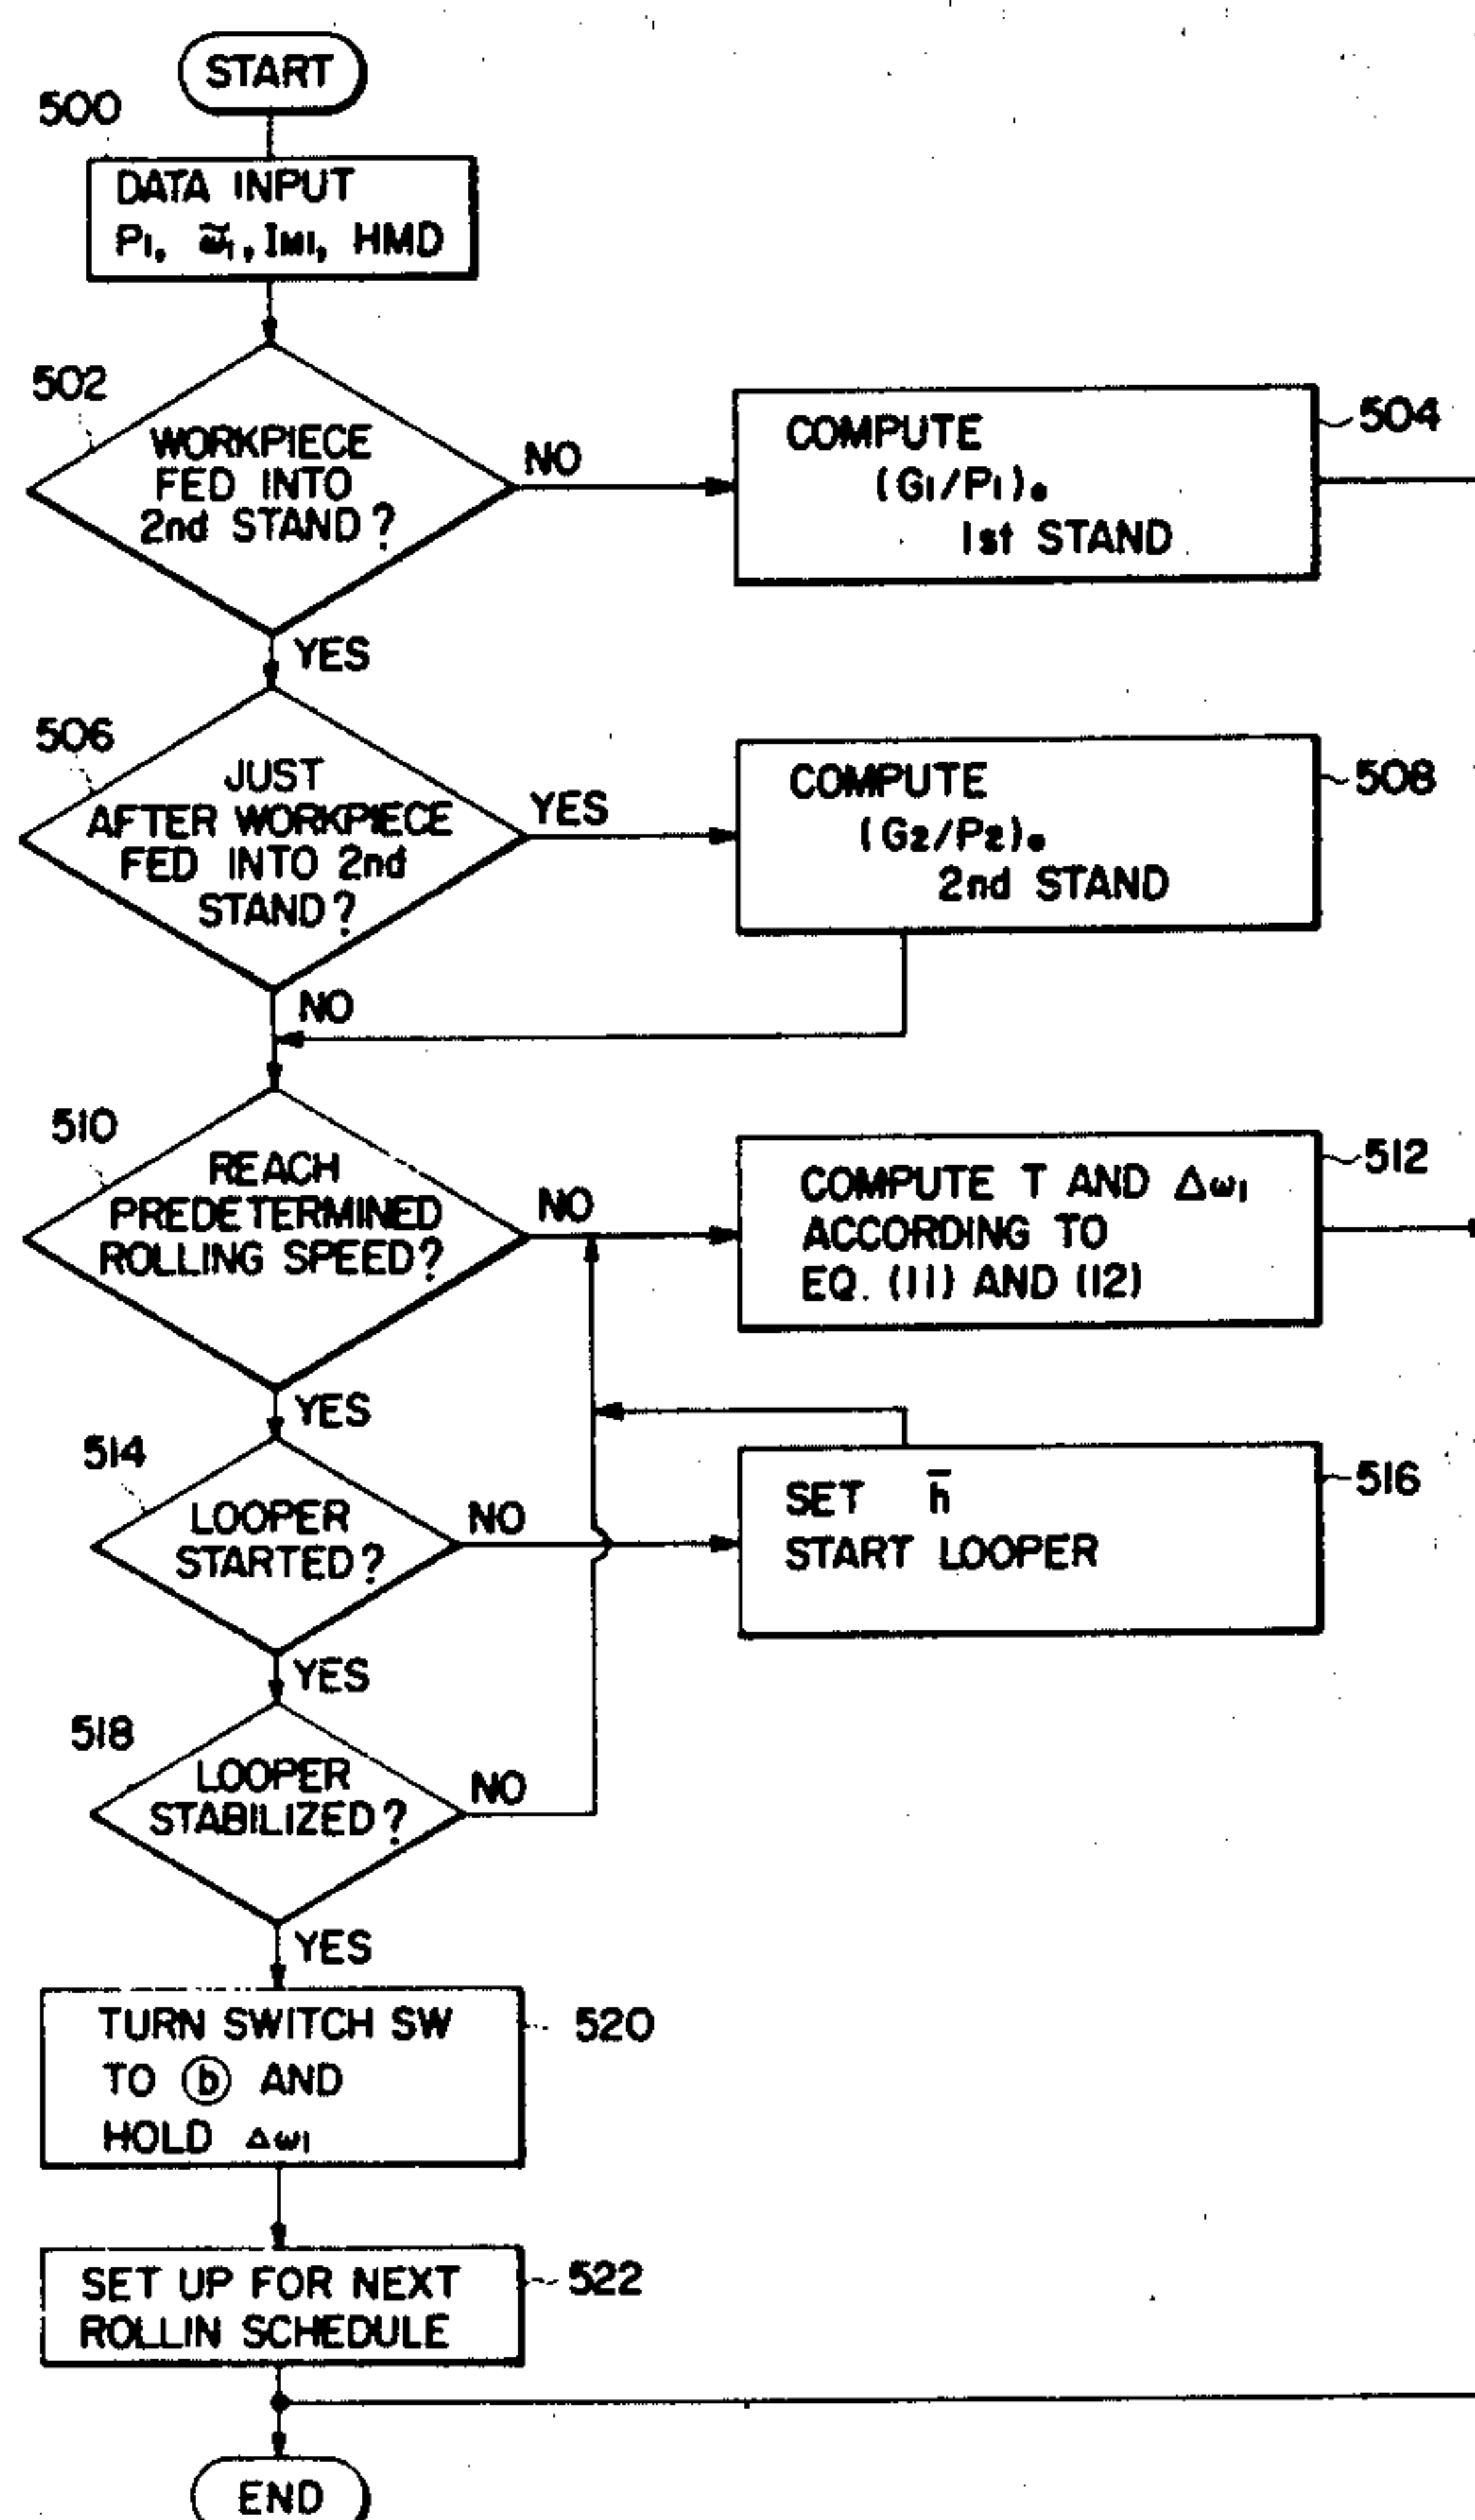 START
500
DATA INPUT
P1, ω̃1, IM1, HMD
502
WORKPIECE
FED INTO
2nd STAND?
NO
COMPUTE
(G1/P1)0
1st STAND
504
YES
506
JUST
AFTER WORKPIECE
FED INTO 2nd
STAND?
YES
COMPUTE
(G2/P2)0
2nd STAND
508
NO
510
REACH
PREDETERMINED
ROLLING SPEED?
NO
COMPUTE T AND Δω1
ACCORDING TO
EQ. (11) AND (12)
512
YES
514
LOOPER
STARTED?
NO
SET h̅
START LOOPER
516
YES
518
LOOPER
STABILIZED?
NO
YES
TURN SWITCH SW
TO ⓑ AND
HOLD Δω1
520
SET UP FOR NEXT
ROLLIN SCHEDULE
522
END